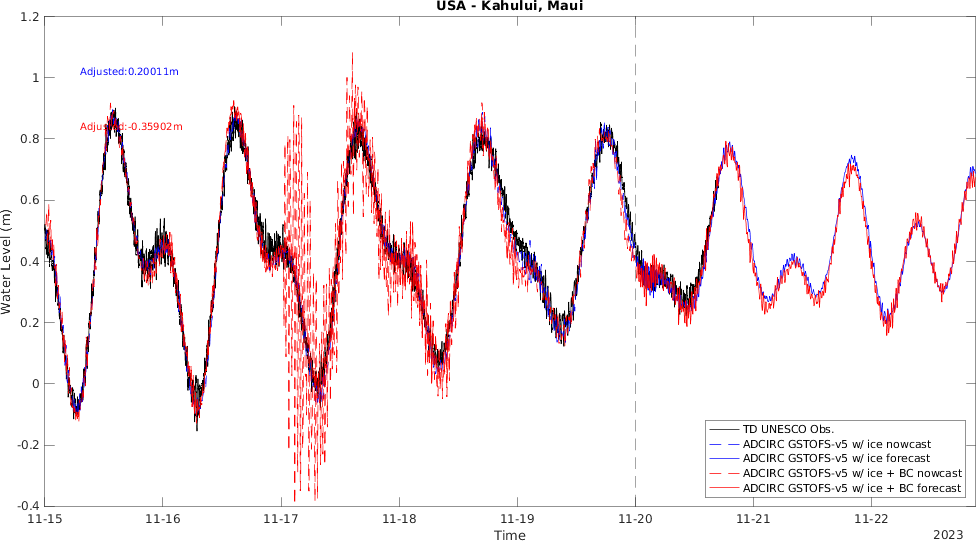 USA - Kahului, Maui
1.2
1
0.8
0.6
0.4
0.2
0
-0.2
-0.4
Water Level (m)
Adjusted:0.20011m
Adjusted:-0.35902m
TD UNESCO Obs.
ADCIRC GSTOFS-v5 w/ ice nowcast
ADCIRC GSTOFS-v5 w/ ice forecast
ADCIRC GSTOFS-v5 w/ ice + BC nowcast
ADCIRC GSTOFS-v5 w/ ice + BC forecast
11-15 11-16 11-17 11-18 11-19 11-20 11-21 11-22
Time
2023